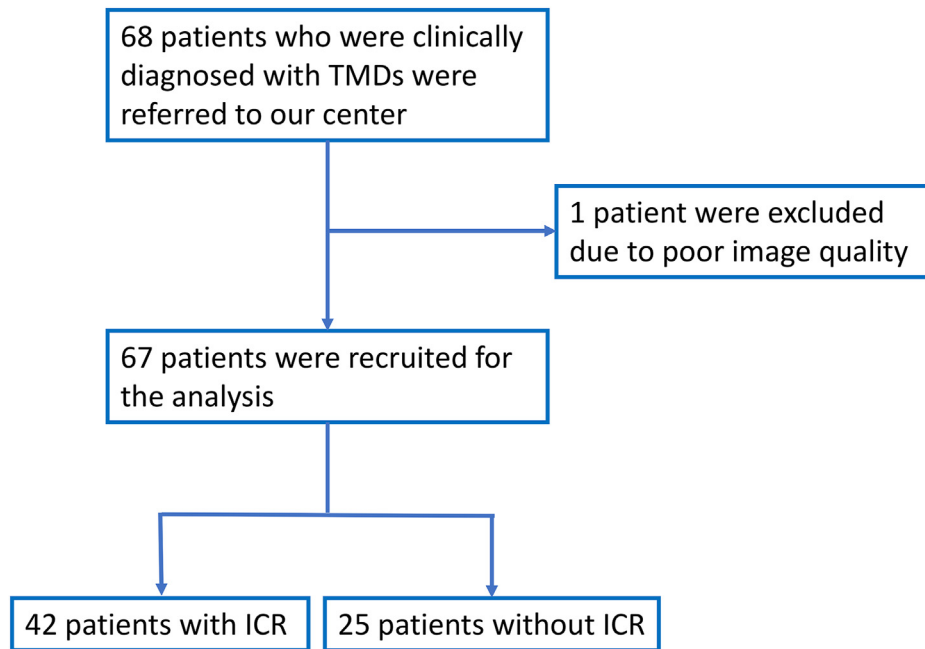 68 patients who were clinically
diagnosed with TMDs were
referred to our center
1 patient were excluded
due to poor image quality
67 patients were recruited for
the analysis
42 patients with ICR
25 patients without ICR